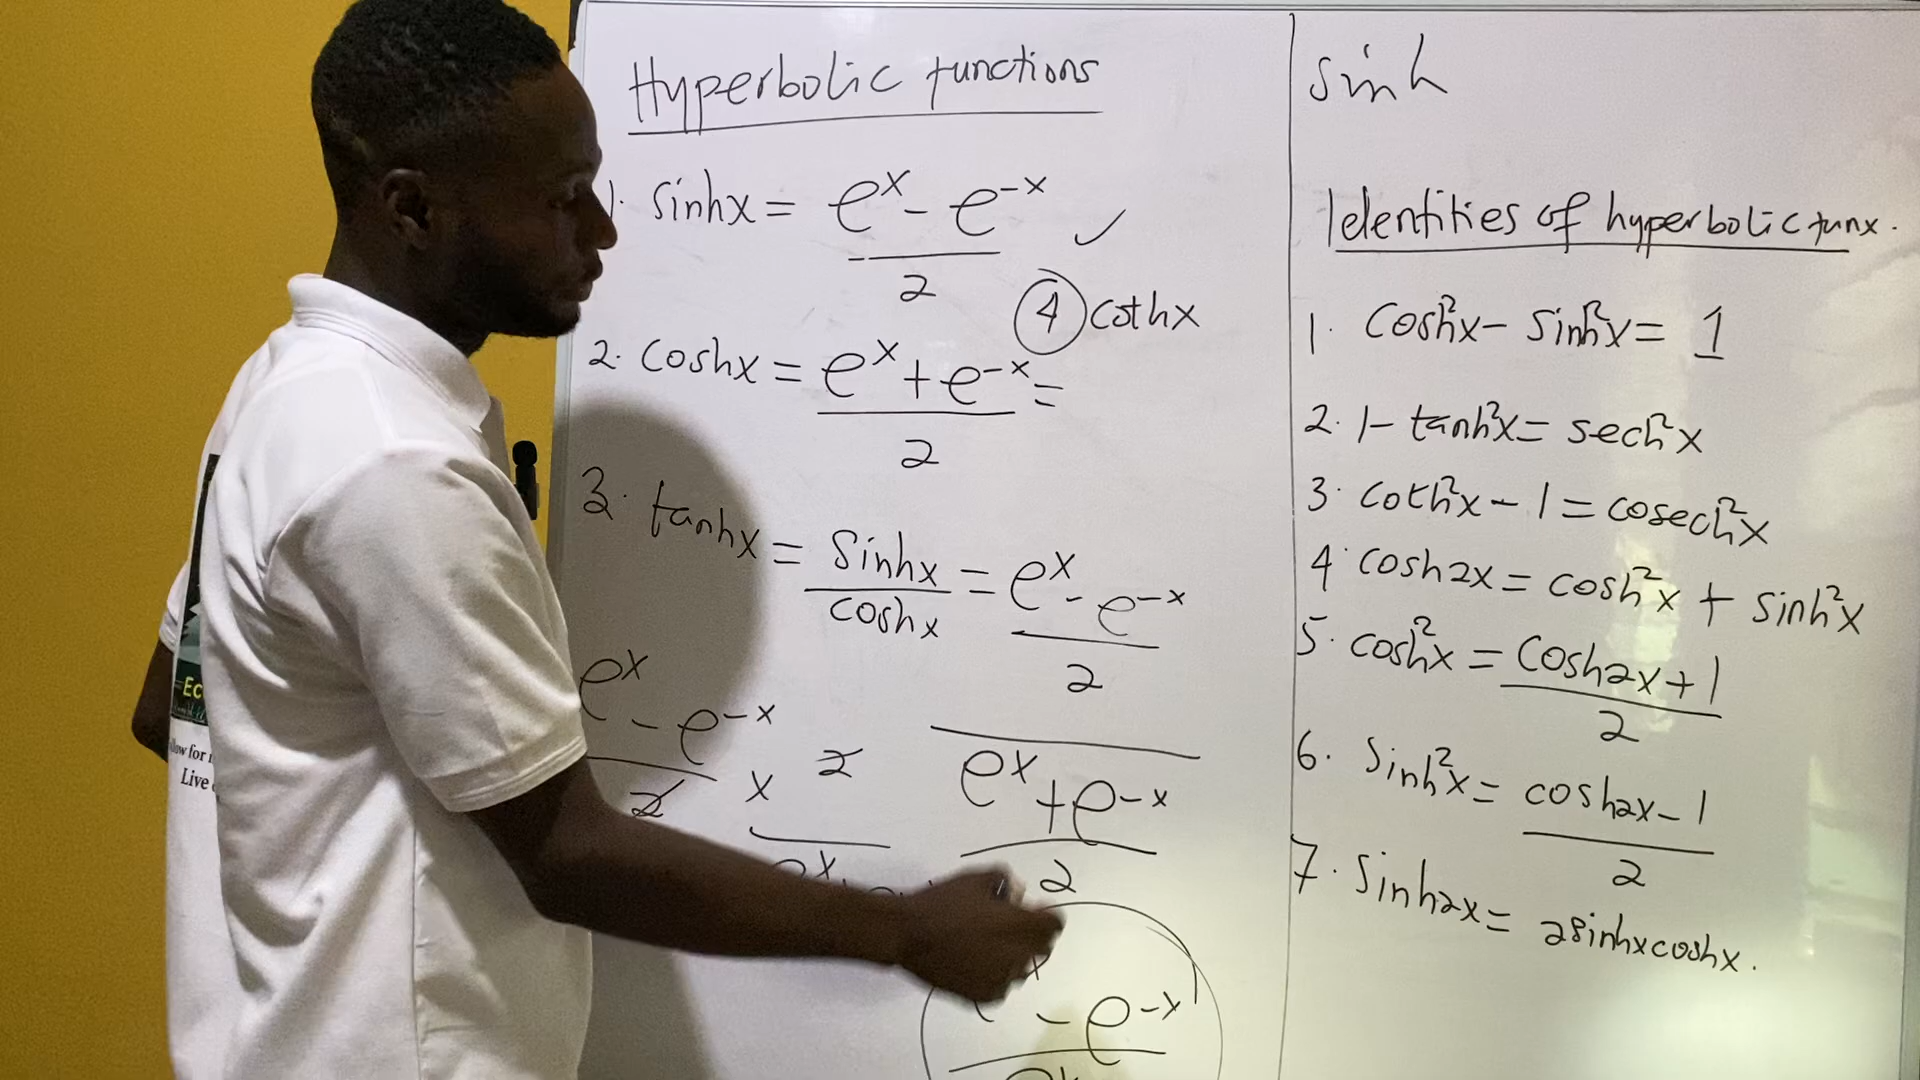 Hyperbolic functions
1. sinhx = e^x - e^-x ✓
2
④ cothx
2. coshx = e^x + e^-x =
2
3. tanhx = sinhx = e^x - e^-x
coshx
2
e^x - e^-x
2 x 2
e^x + e^-x
2
e^x
- e^-x
sinh
Identities of hyperbolic funx.
1. cosh²x - sinh²x = 1
2. 1 - tanh²x = sech²x
3. coth²x - 1 = cosech²x
4. cosh2x = cosh²x + sinh²x
5. cosh²x = cosh2x + 1
2
6. sinh²x = cosh2x - 1
2
7. sinh2x = 2sinhxcoshx.
Ec
Live